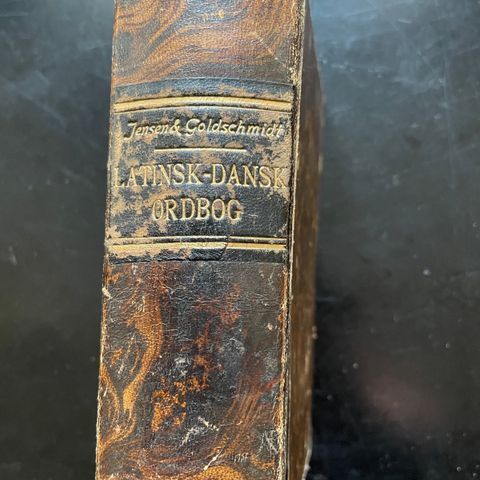 Jensen & Goldschmidt
LATINSK-DANSK
ORDBOG